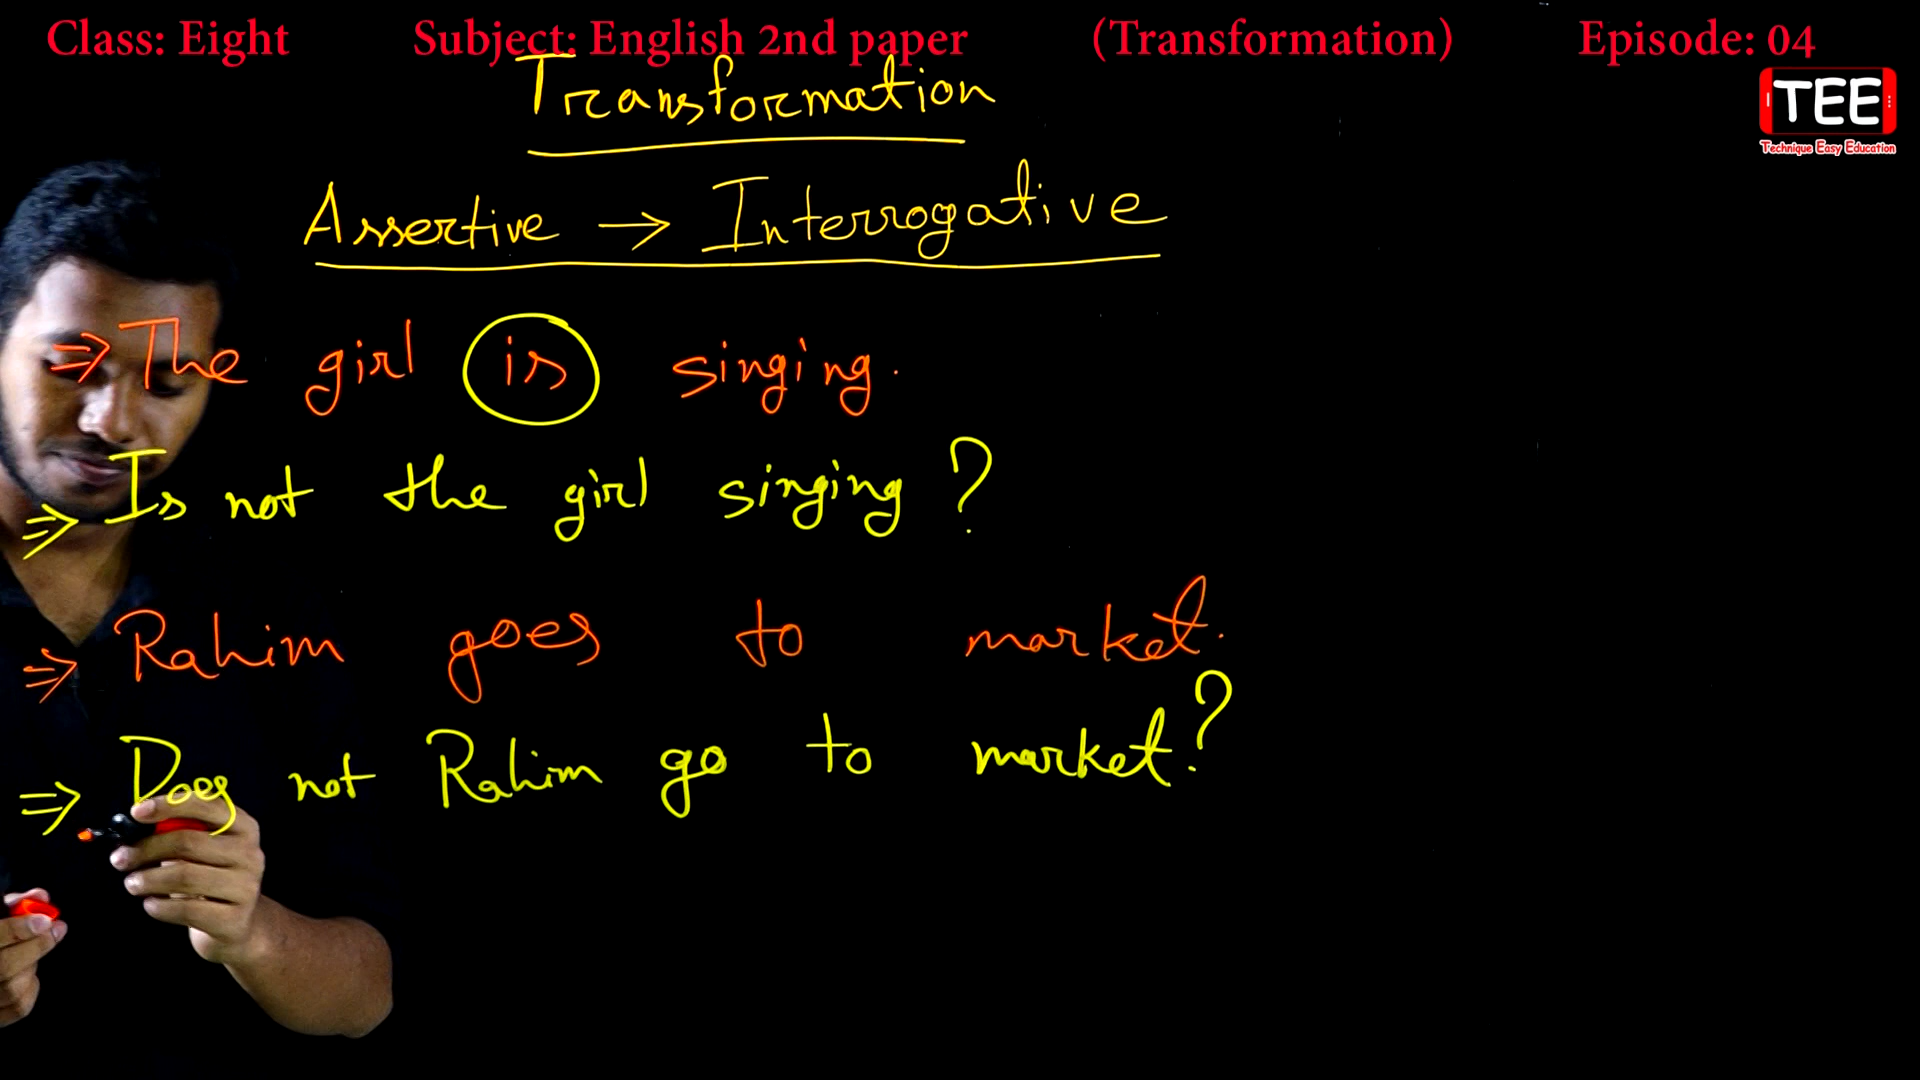 Class: Eight Subject: English 2nd paper (Transformation) Episode: 04
TEE
Technique Easy Education
Transformation
Assertive → Interrogative
⇒ The girl is singing.
⇒ Is not the girl singing?
⇒ Rahim goes to market.
⇒ Does not Rahim go to market?